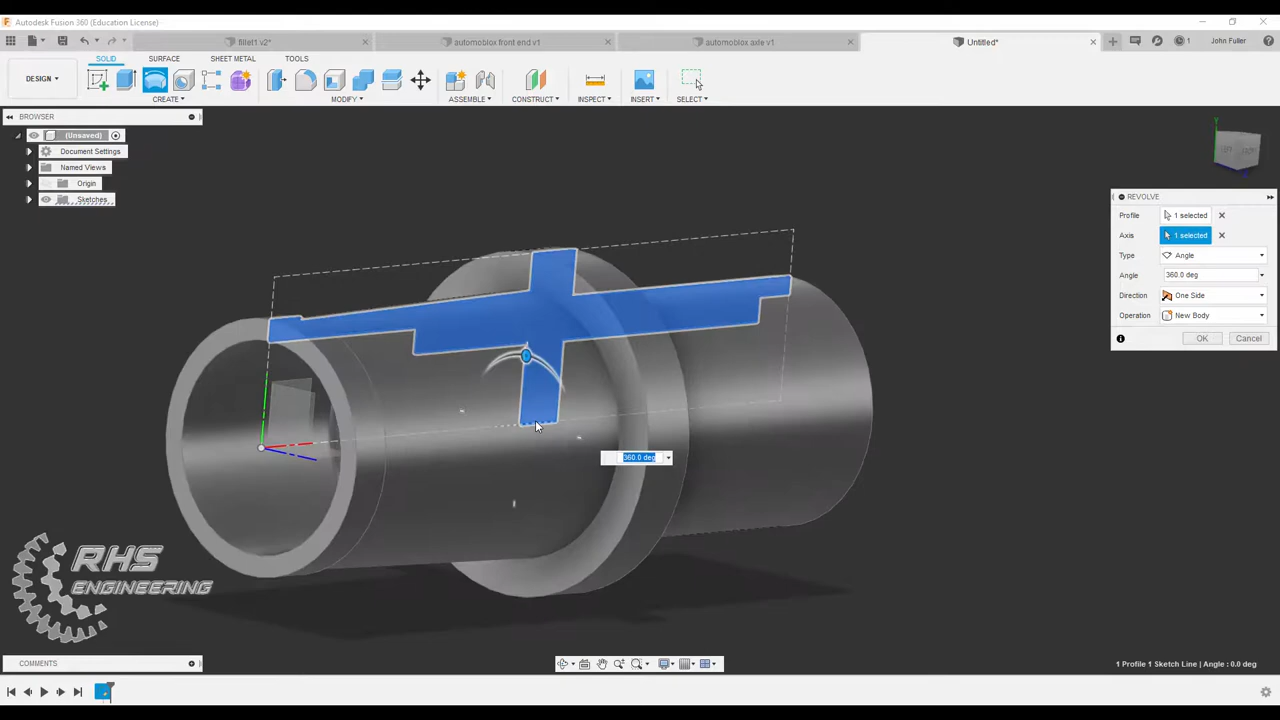 Autodesk Fusion 360 (Education License)
fillet1 v2*
automoblox front end v1
automoblox axle v1
Untitled*
1
John Fuller
DESIGN
SOLID
SURFACE
SHEET METAL
TOOLS
CREATE
MODIFY
ASSEMBLE
CONSTRUCT
INSPECT
INSERT
SELECT
BROWSER
(Unsaved)
Document Settings
Named Views
Origin
Sketches
REVOLVE
Profile 1 selected
Axis 1 selected
Type Angle
Angle 360.0 deg
Direction One Side
Operation New Body
OK Cancel
360.0 deg
RHS
ENGINEERING
COMMENTS
1 Profile 1 Sketch Line | Angle : 0.0 deg